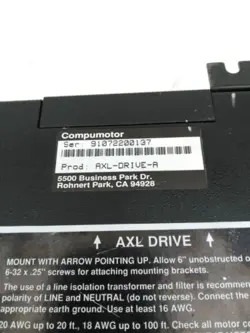 Compumotor
Ser: 91072200137
Prod: AXL-DRIVE-A
5500 Business Park Dr.
Rohnert Park, CA 94928
↑ AXL DRIVE ↑
MOUNT WITH ARROW POINTING UP. Allow 6" unobstructed
6-32 x .25" screws for attaching mounting brackets.
The use of a line isolation transformer and filter is recomme
polarity of LINE and NEUTRAL (do not reverse). Connect the
appropriate earth ground. Use at least 16 AWG.
20 AWG up to 20 ft., 18 AWG up to 100 ft. Check all motor c